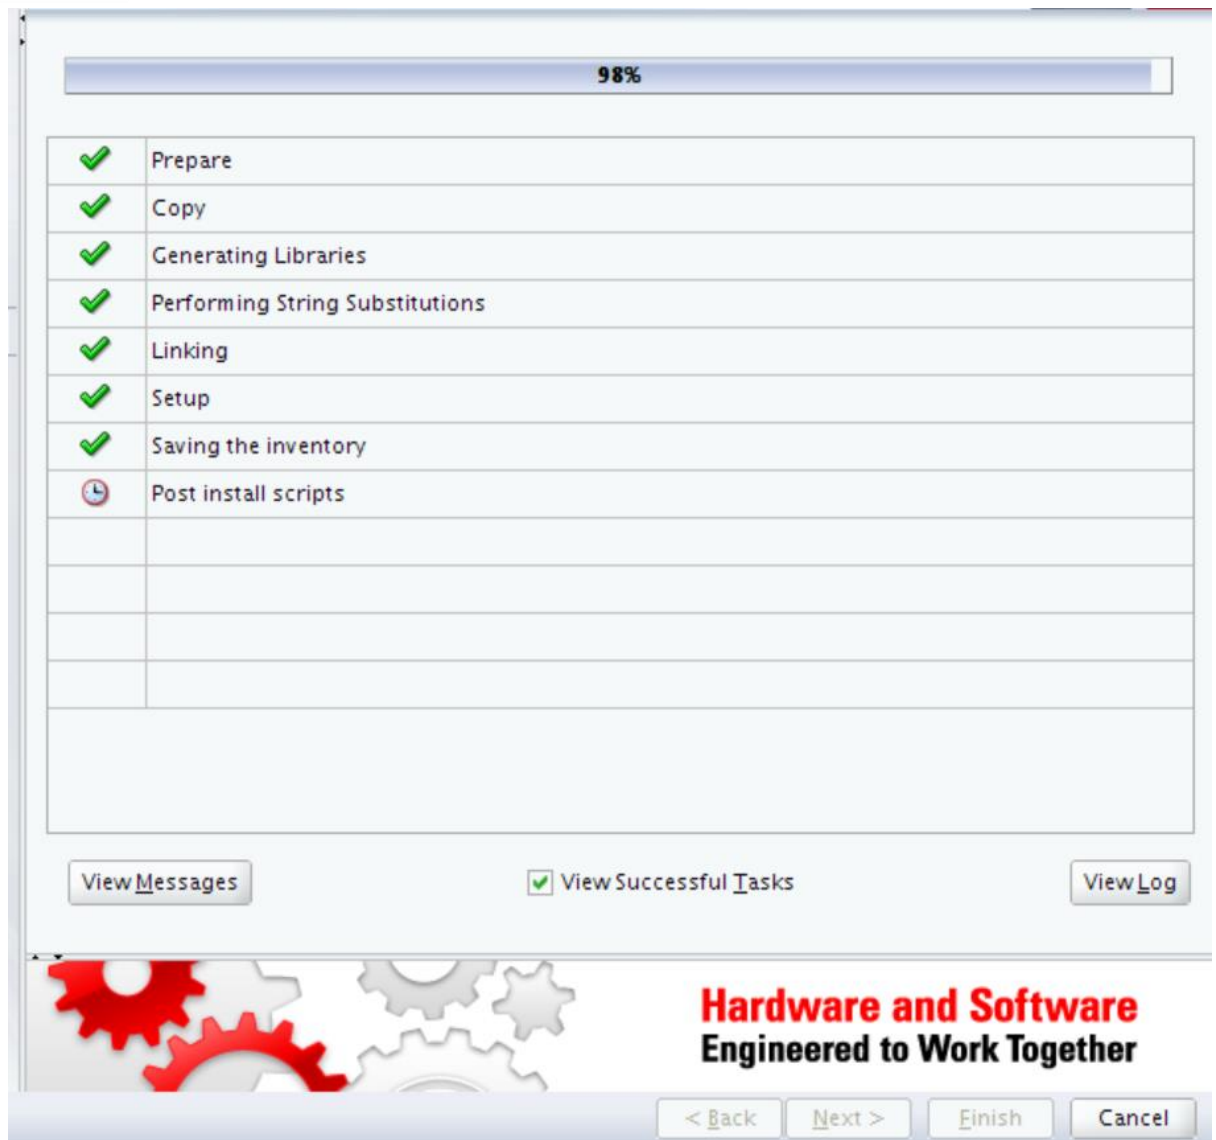 98%
Prepare
Copy
Generating Libraries
Performing String Substitutions
Linking
Setup
Saving the inventory
Post install scripts
View Messages
View Successful Tasks
View Log
Hardware and Software
Engineered to Work Together
< Back
Next >
Finish
Cancel